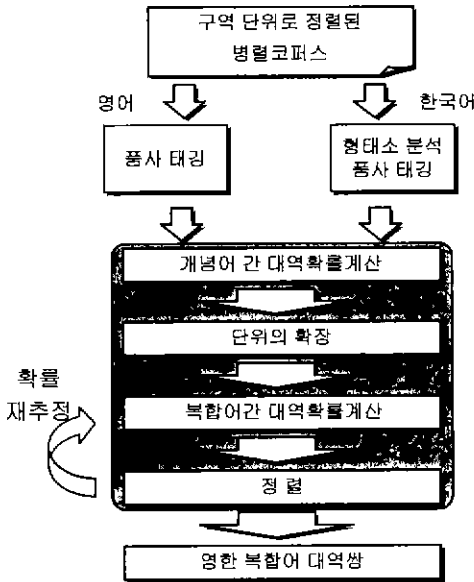 구역 단위로 정렬된
병렬코퍼스
영어
한국어
품사 태깅
형태소 분석
품사 태깅
개념어 간 대역확률계산
단위의 확장
확률
재추정
복합어간 대역확률계산
정 렬
영한 복합어 대역쌍